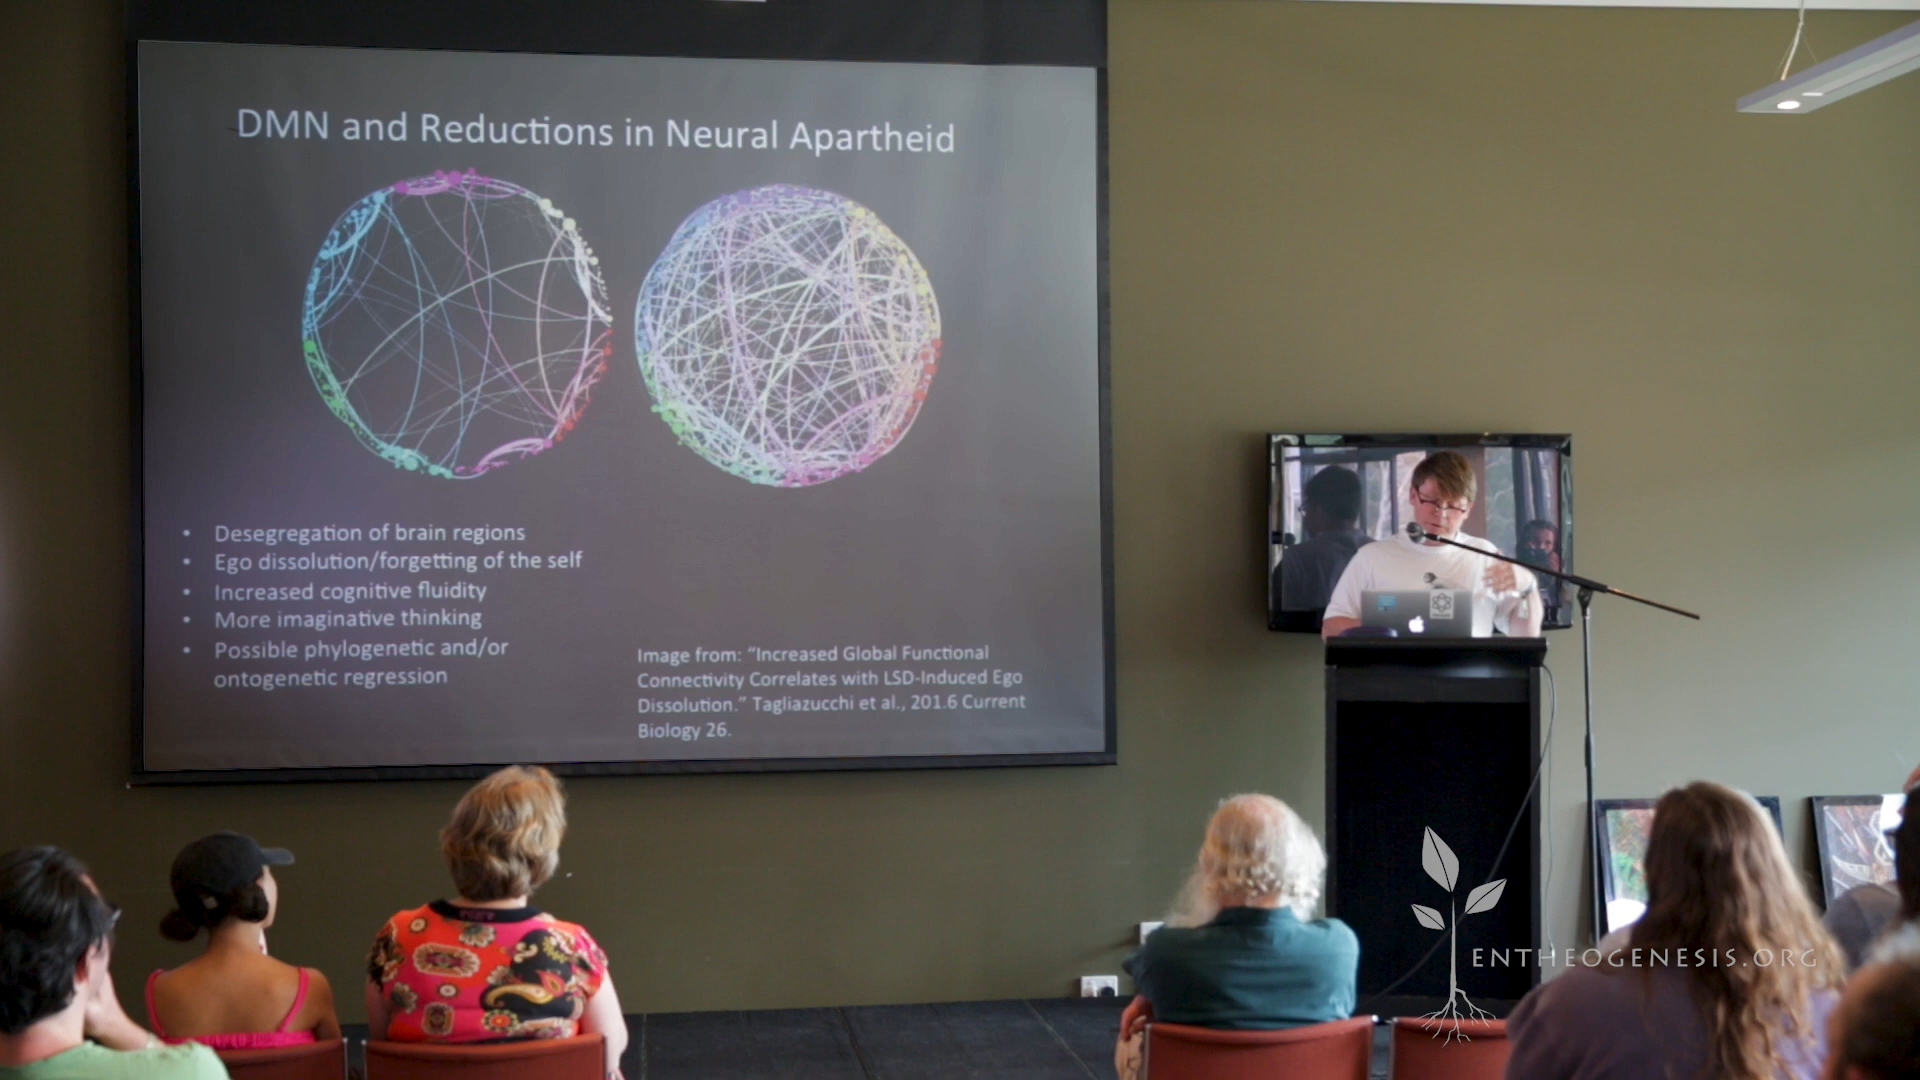 DMN and Reductions in Neural Apartheid
• Desegregation of brain regions
• Ego dissolution/forgetting of the self
• Increased cognitive fluidity
• More imaginative thinking
• Possible phylogenetic and/or
ontogenetic regression
Image from: “Increased Global Functional
Connectivity Correlates with LSD-Induced Ego
Dissolution.” Tagliazucchi et al., 201.6 Current
Biology 26.
ENTHEOGENESIS.ORG